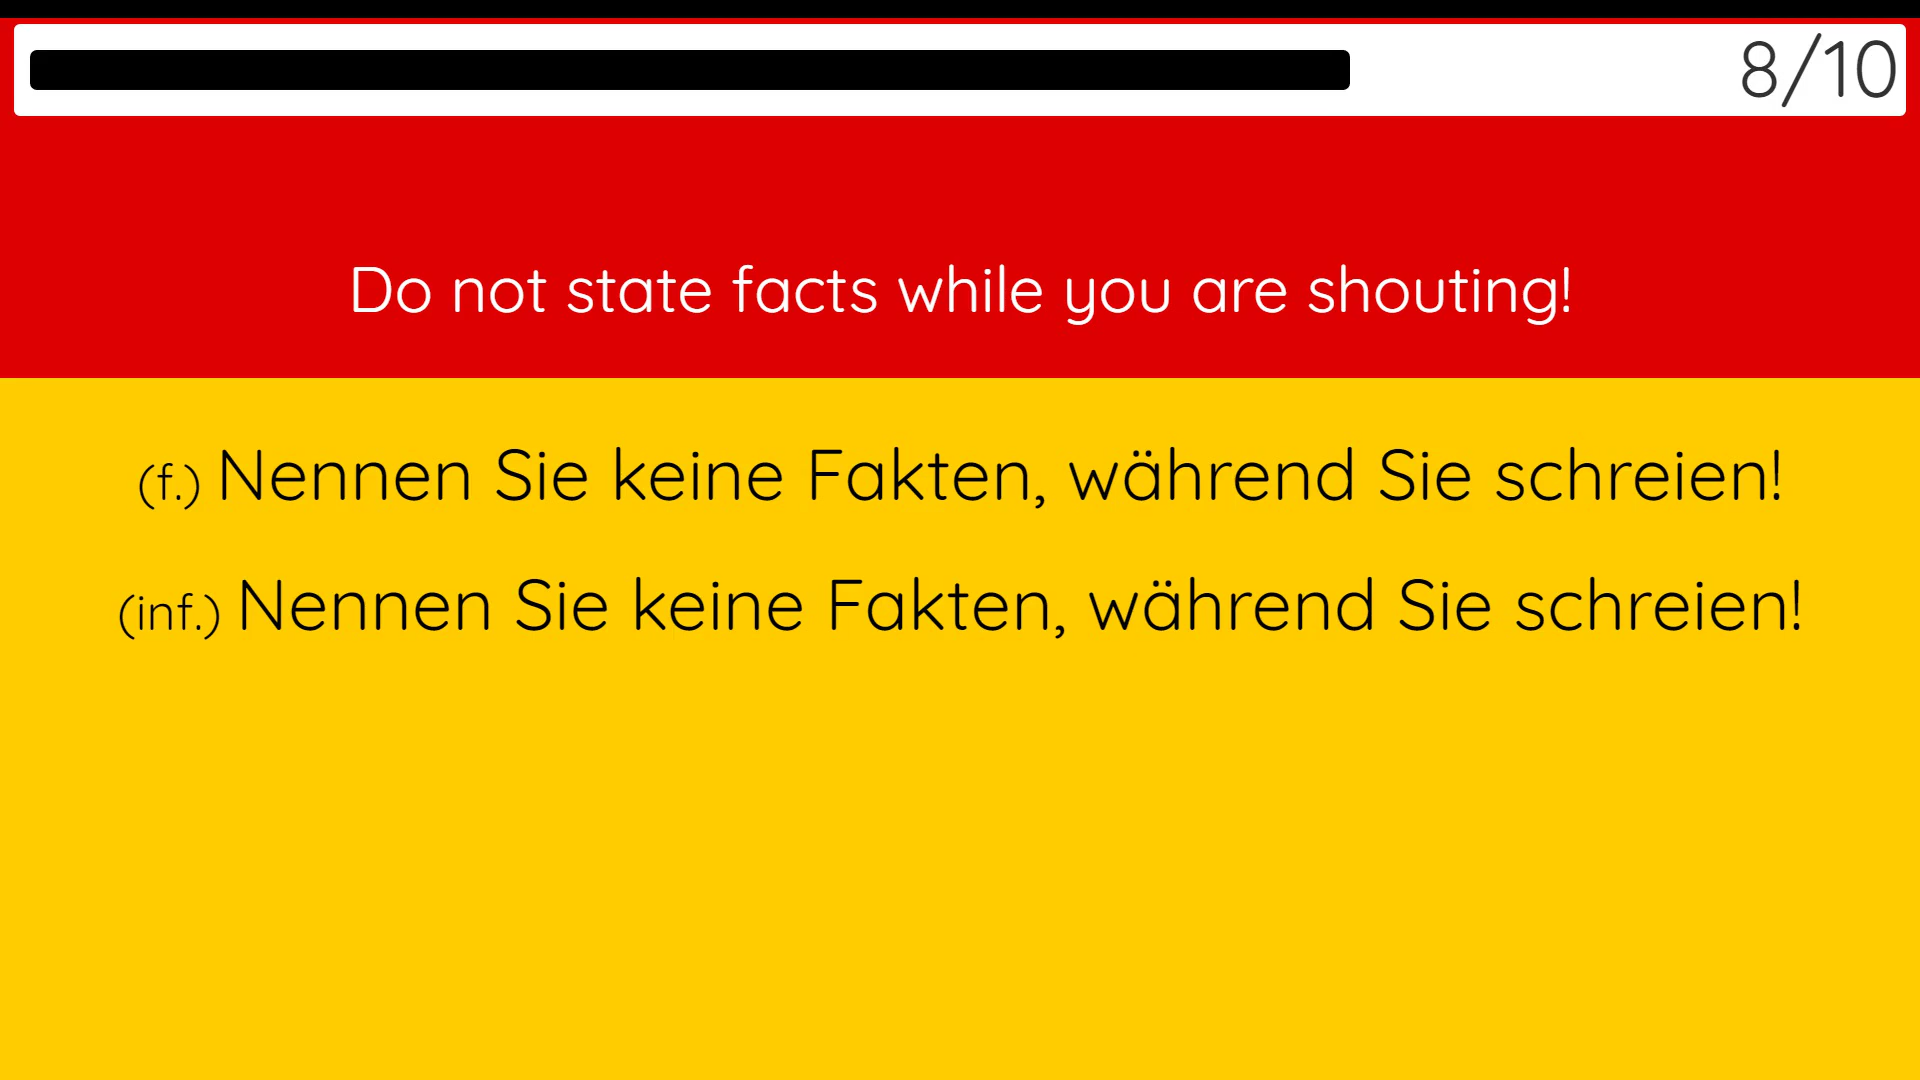 8/10
Do not state facts while you are shouting!
(f.) Nennen Sie keine Fakten, während Sie schreien!
(inf.) Nennen Sie keine Fakten, während Sie schreien!